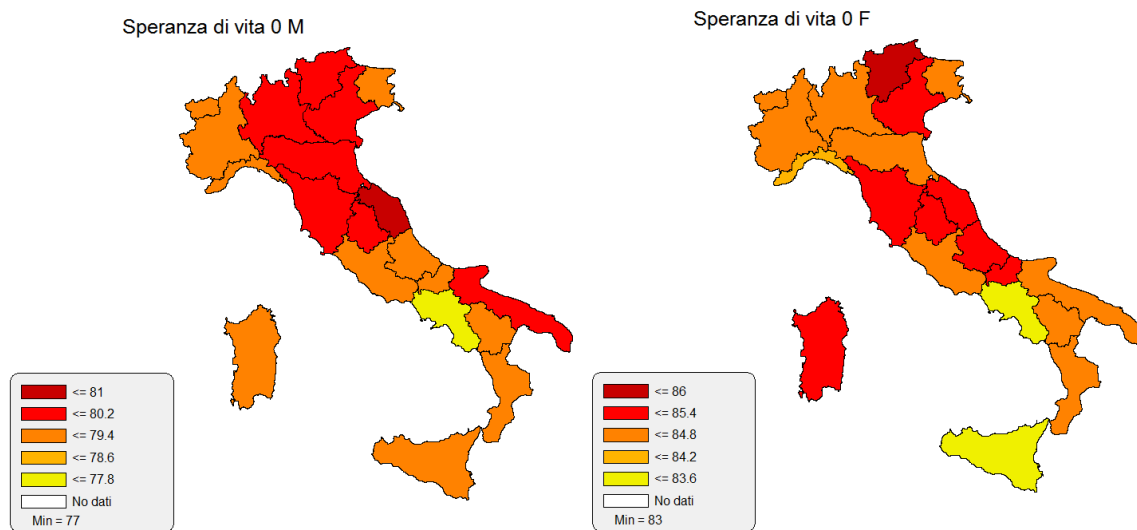 Speranza di vita 0 M
Speranza di vita 0 F
<= 81
<= 80.2
<= 79.4
<= 78.6
<= 77.8
No dati
Min = 77
<= 86
<= 85.4
<= 84.8
<= 84.2
<= 83.6
No dati
Min = 83